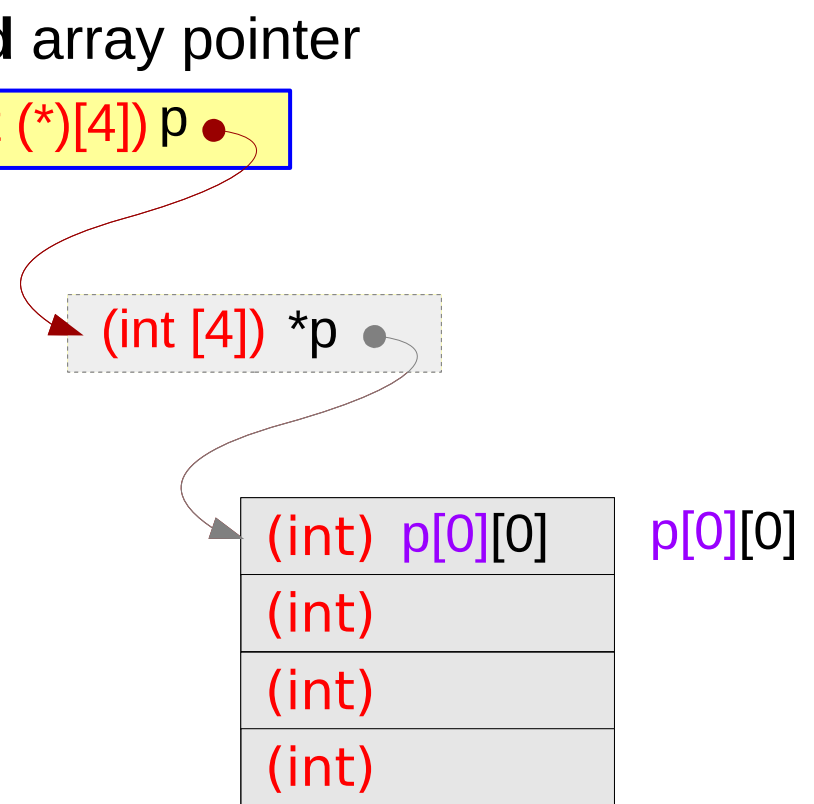 array pointer
(*)[4]) p
(int [4]) *p
(int) p[0][0] p[0][0]
(int)
(int)
(int)